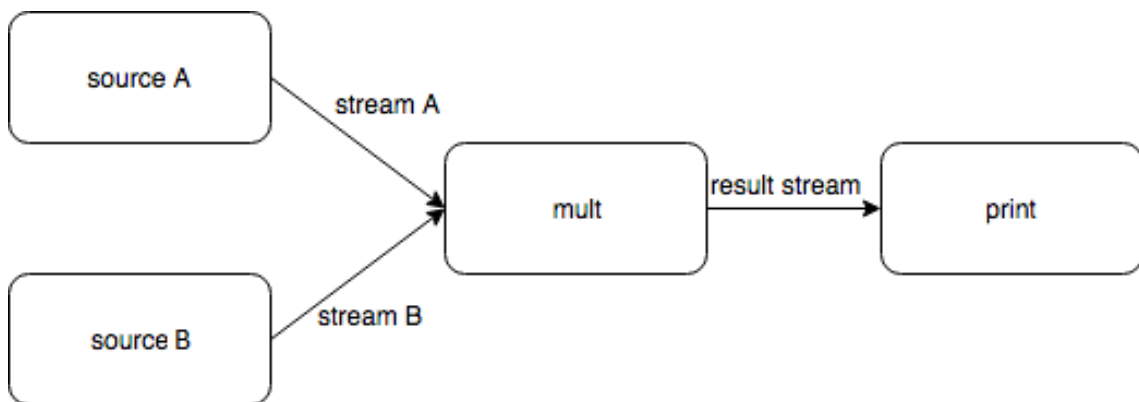 source A
stream A
mult
result stream
print
stream B
source B